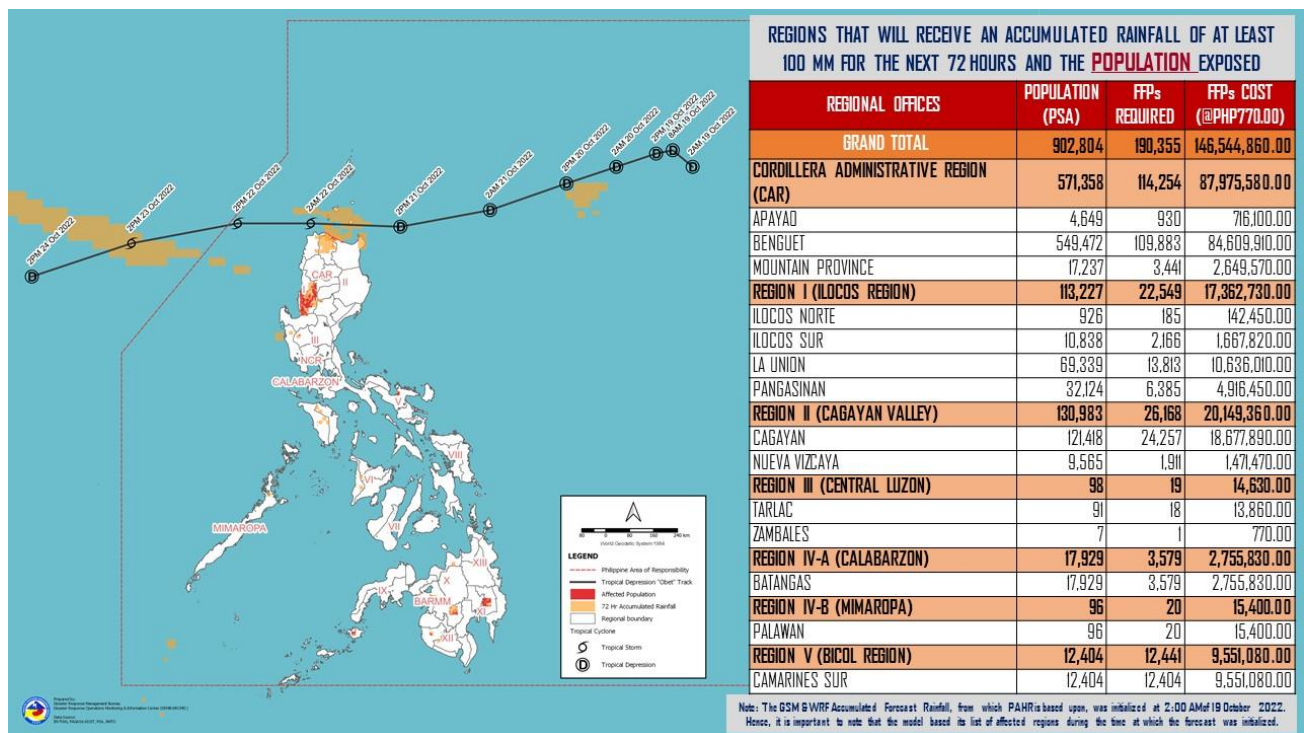 REGIONS THAT WILL RECEIVE AN ACCUMULATED RAINFALL OF AT LEAST
100 MM FOR THE NEXT 72 HOURS AND THE POPULATION EXPOSED
REGIONAL OFFICES POPULATION (PSA) FFPs REQUIRED FFPs COST (@PHP770.00)
GRAND TOTAL 902,804 190,355 146,544,860.00
CORDILLERA ADMINISTRATIVE REGION (CAR) 571,358 114,254 87,975,580.00
APAYAO 4,649 930 716,100.00
BENGUET 549,472 109,883 84,609,910.00
MOUNTAIN PROVINCE 17,237 3,441 2,649,570.00
REGION I (ILOCOS REGION) 113,227 22,549 17,362,730.00
ILOCOS NORTE 926 185 142,450.00
ILOCOS SUR 10,838 2,166 1,667,820.00
LA UNION 69,339 13,813 10,636,010.00
PANGASINAN 32,124 6,385 4,916,450.00
REGION II (CAGAYAN VALLEY) 130,983 26,168 20,149,360.00
CAGAYAN 121,418 24,257 18,677,890.00
NUEVA VIZCAYA 9,565 1,911 1,471,470.00
REGION III (CENTRAL LUZON) 98 19 14,630.00
TARLAC 91 18 13,860.00
ZAMBALES 7 1 770.00
REGION IV-A (CALABARZON) 17,929 3,579 2,755,830.00
BATANGAS 17,929 3,579 2,755,830.00
REGION IV-B (MIMAROPA) 96 20 15,400.00
PALAWAN 96 20 15,400.00
REGION V (BICOL REGION) 12,404 12,441 9,551,080.00
CAMARINES SUR 12,404 12,404 9,551,080.00
Note: The GSM & WRF Accumulated Forecast Rainfall, from which PAHR is based upon, was initialized at 2:00 AM of 19 October 2022.
Hence, it is important to note that the model based its list of affected regions during the time at which the forecast was initialized.
2PM 24 Oct 2022
2PM 23 Oct 2022
2PM 22 Oct 2022
2AM 22 Oct 2022
2PM 21 Oct 2022
2AM 21 Oct 2022
2PM 20 Oct 2022
2AM 20 Oct 2022
2PM 19 Oct 2022
8AM 19 Oct 2022
2AM 19 Oct 2022
D
D
D
D
D
D
D
D
CAR
II
III
NCR
CALABARZON
V
VIII
VI
VII
MIMAROPA
XIII
X
IX
BARMM
XI
XII
80 0 80 160 240 km
World Geodetic System 1984
LEGEND
Philippine Area of Responsibility
Tropical Depression "Obet" Track
Affected Population
72 Hr Accumulated Rainfall
Regional boundary
Tropical Cyclone
Tropical Storm
D Tropical Depression
Prepared by:
Disaster Response Management Bureau